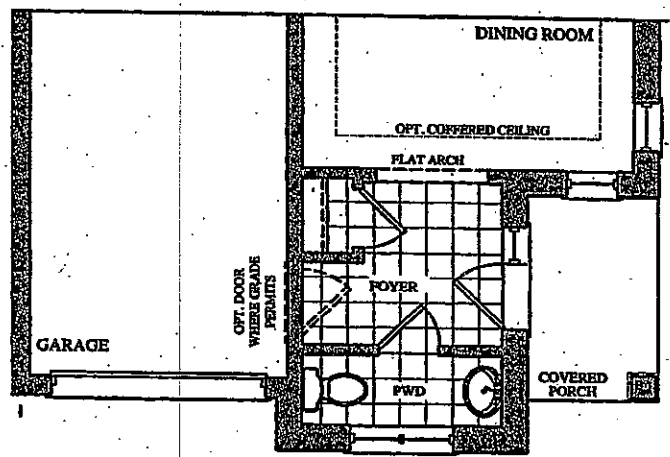 DINING ROOM
OPT. COFFERED CEILING
FLAT ARCH
OPT. DOOR
WHERE GRADE
PERMITS
FOYER
GARAGE
PWD
COVERED
PORCH